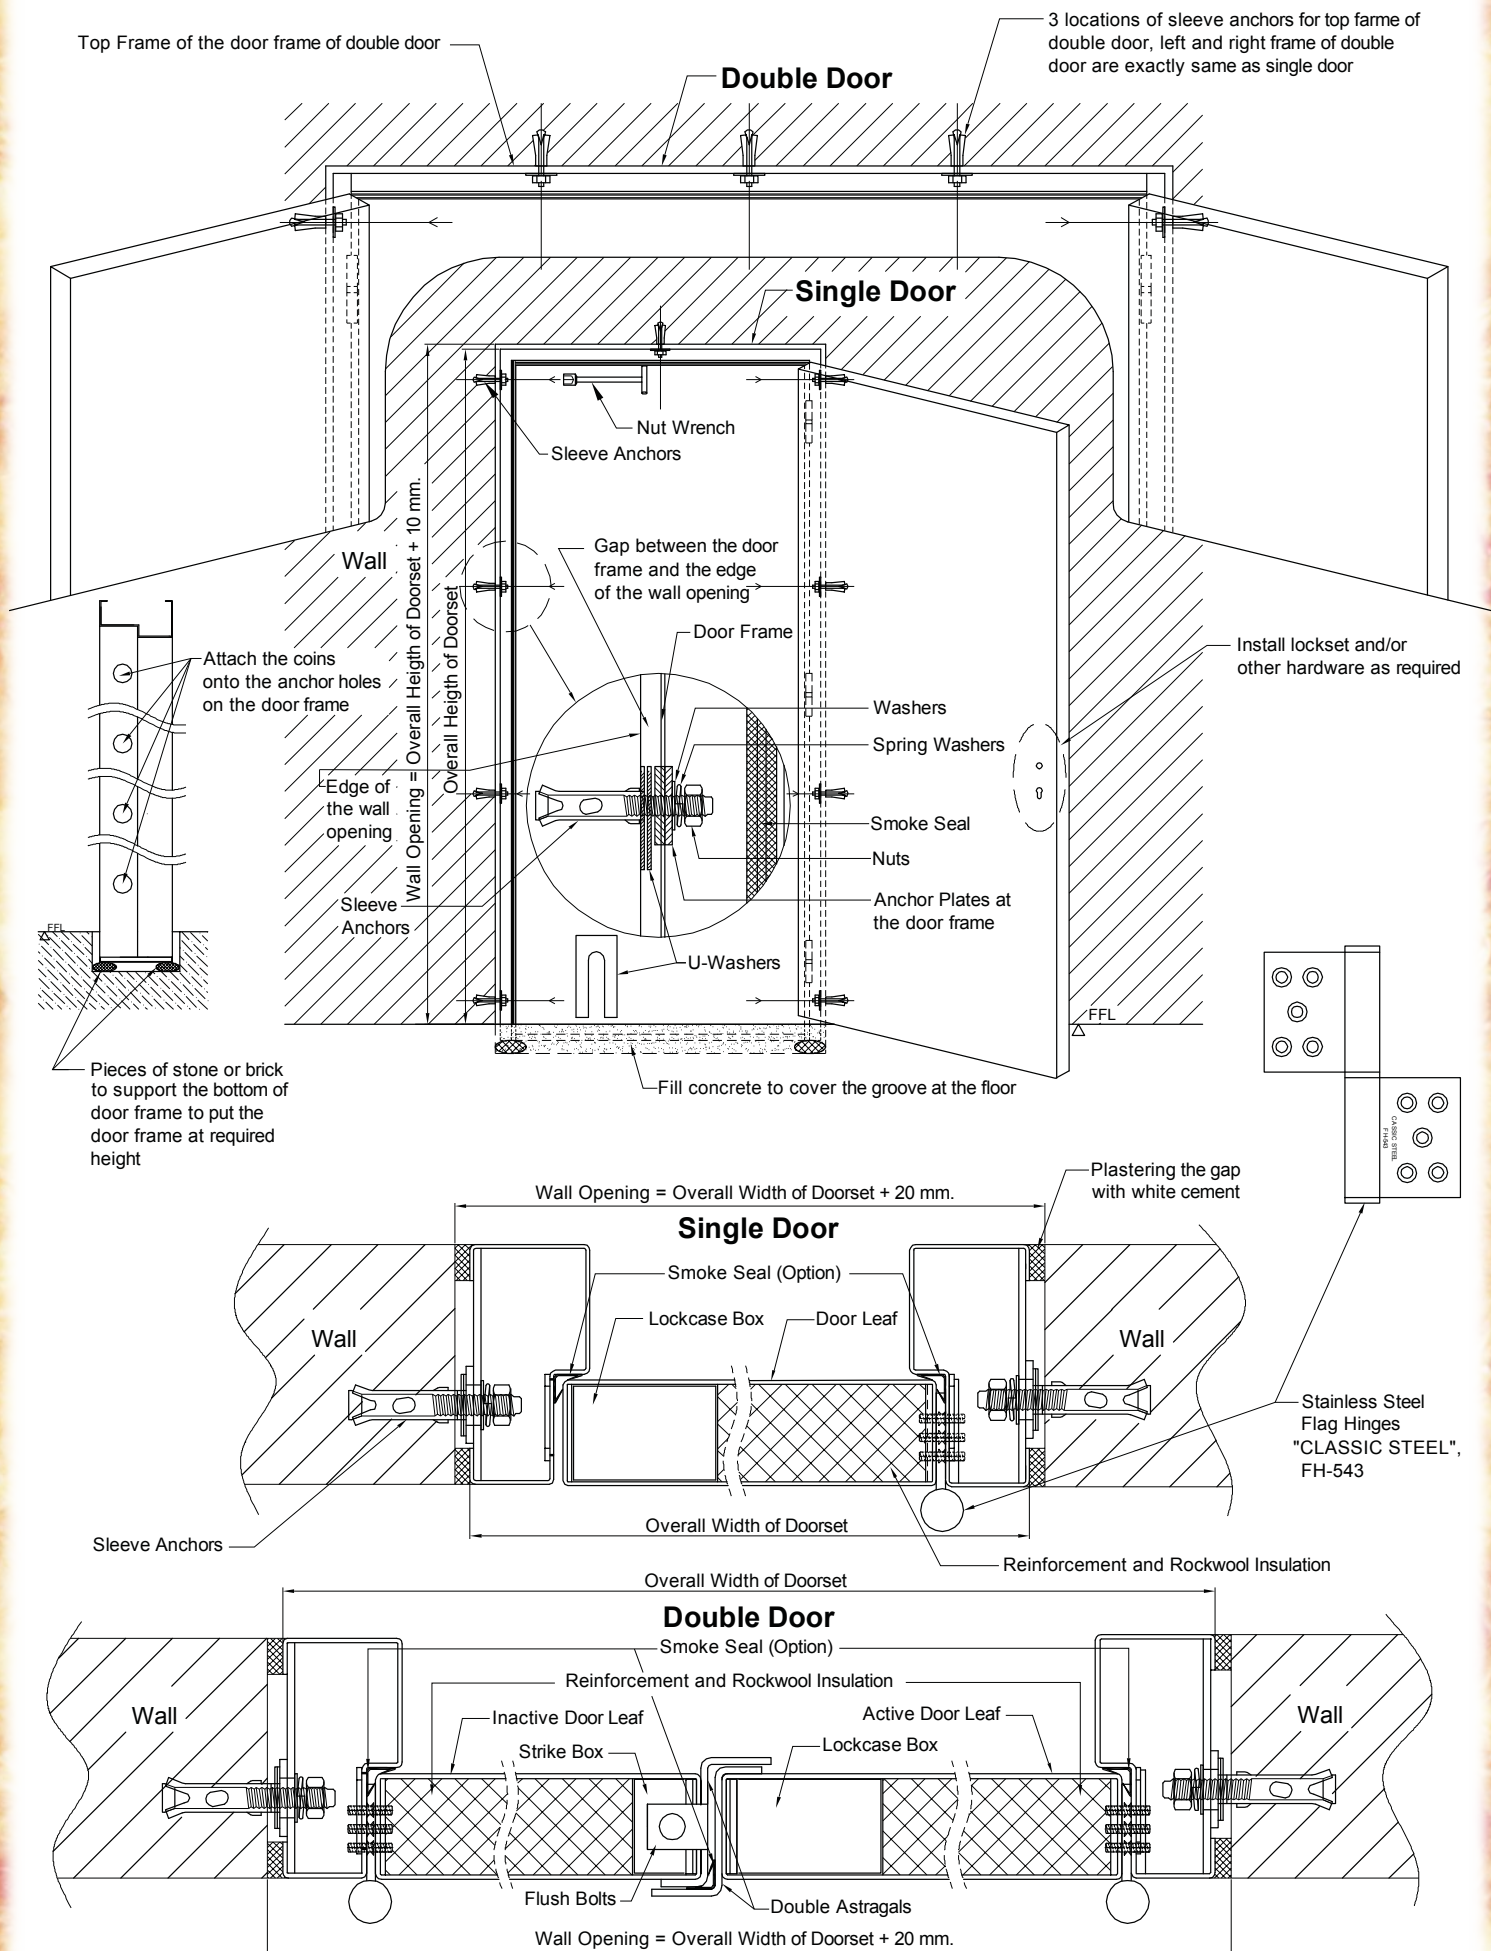 Top Frame of the door frame of double door
3 locations of sleeve anchors for top farme of
double door, left and right frame of double
door are exactly same as single door
Double Door
Single Door
Nut Wrench
Sleeve Anchors
Wall Opening = Overall Heigth of Doorset + 10 mm.
Overall Heigth of Doorset
Wall
Gap between the door
frame and the edge
of the wall opening
Door Frame
Install lockset and/or
other hardware as required
Attach the coins
onto the anchor holes
on the door frame
Washers
Spring Washers
Edge of
the wall
opening
Smoke Seal
Nuts
Sleeve
Anchors
Anchor Plates at
the door frame
FFL
U-Washers
FFL
Pieces of stone or brick
to support the bottom of
door frame to put the
door frame at required
height
Fill concrete to cover the groove at the floor
CASSIC STEEL
FH-543
Plastering the gap
with white cement
Wall Opening = Overall Width of Doorset + 20 mm.
Single Door
Smoke Seal (Option)
Lockcase Box
Door Leaf
Wall
Wall
Stainless Steel
Flag Hinges
"CLASSIC STEEL",
FH-543
Overall Width of Doorset
Sleeve Anchors
Reinforcement and Rockwool Insulation
Overall Width of Doorset
Double Door
Smoke Seal (Option)
Reinforcement and Rockwool Insulation
Wall
Inactive Door Leaf
Active Door Leaf
Wall
Strike Box
Lockcase Box
Flush Bolts
Double Astragals
Wall Opening = Overall Width of Doorset + 20 mm.